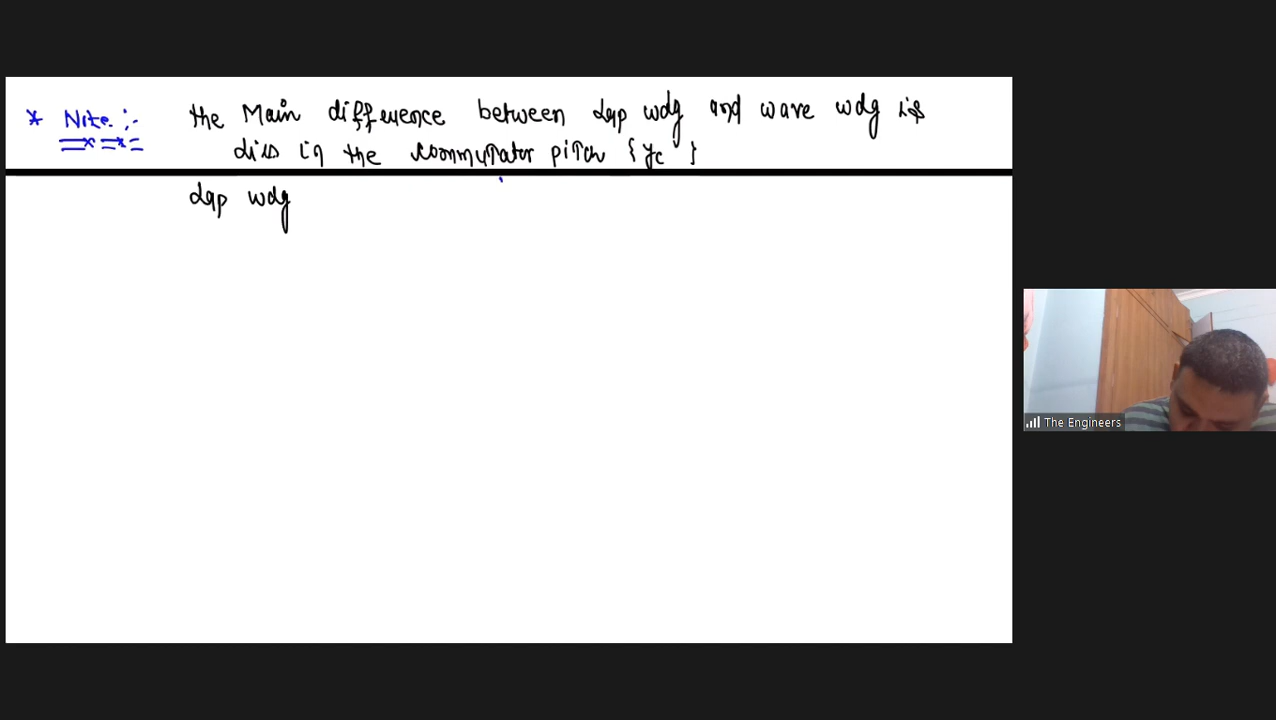 * Note :-   the Main difference between Lap wdg and wave wdg is
lies in the commutator pitch { yc }
Lap wdg
The Engineers